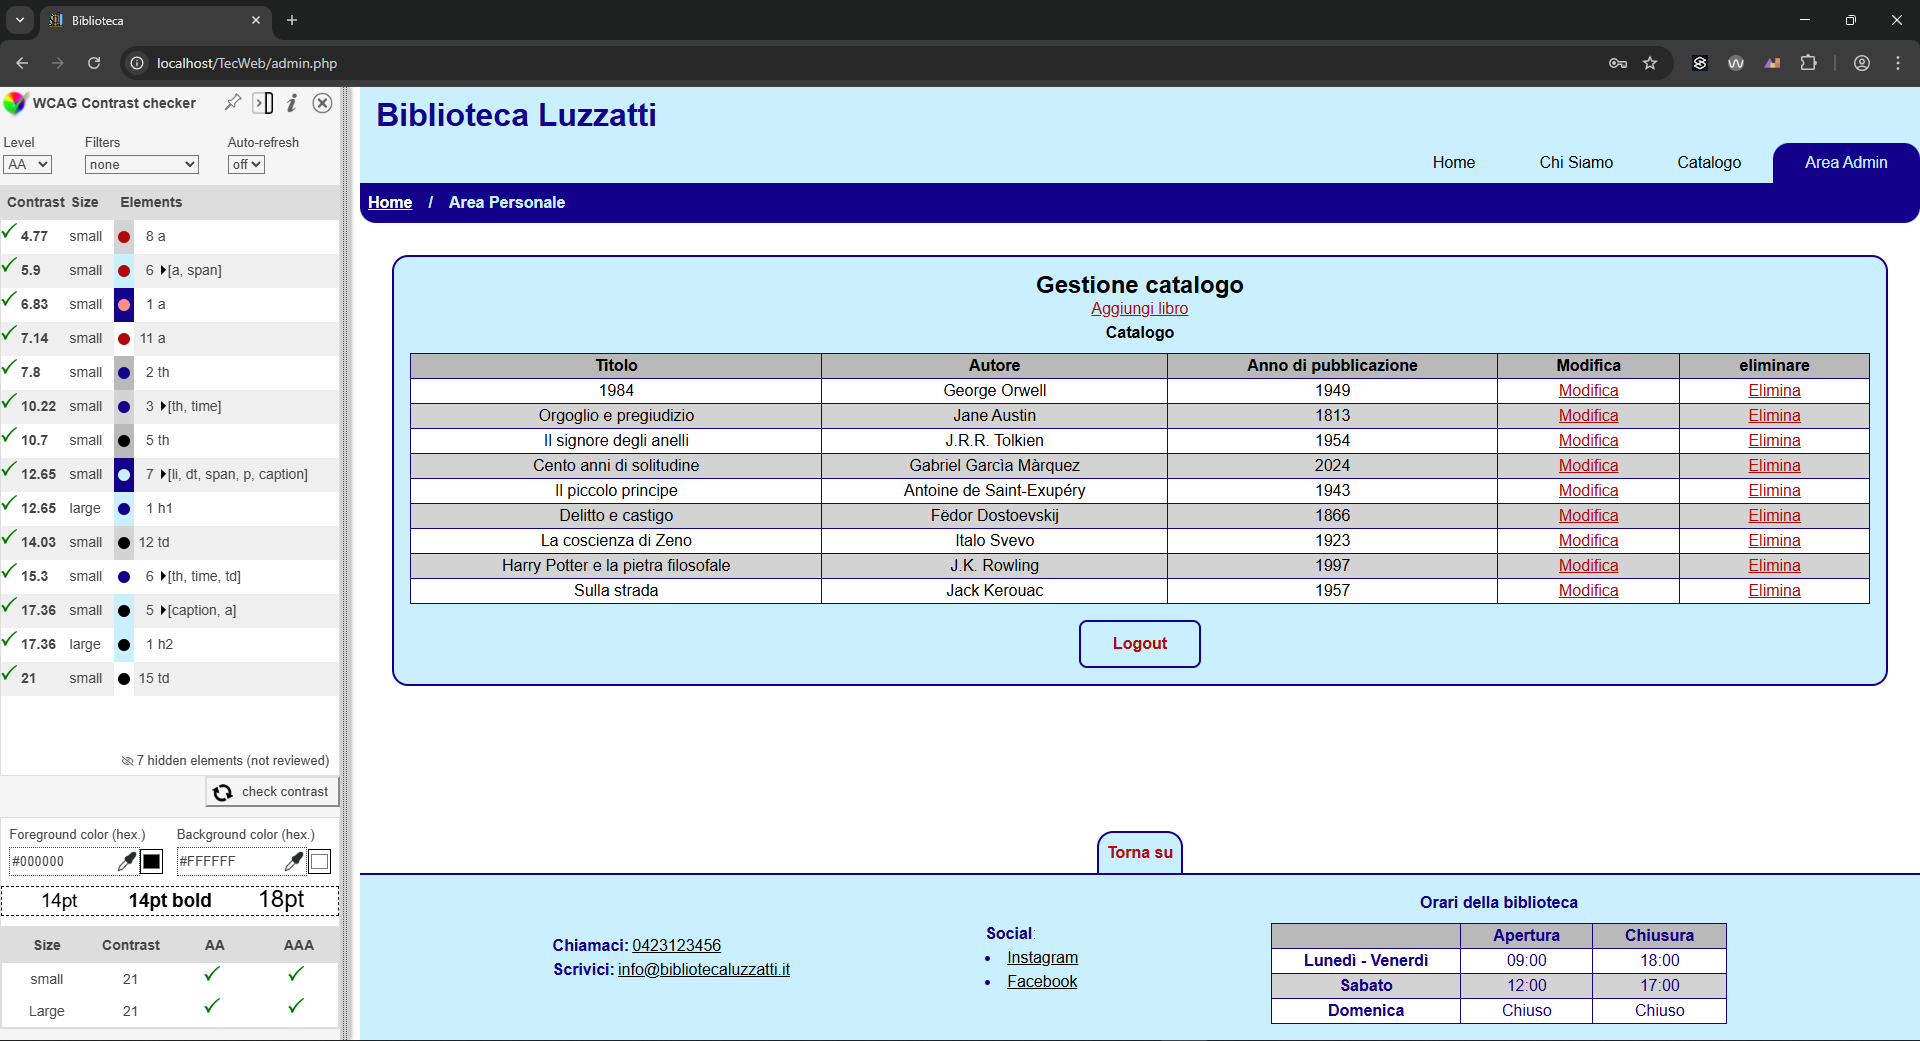 Biblioteca
localhost/TecWeb/admin.php
WCAG Contrast checker
Level Filters Auto-refresh
AA none off
Contrast Size Elements
4.77 small 8 a
5.9 small 6 [a, span]
6.83 small 1 a
7.14 small 11 a
7.8 small 2 th
10.22 small 3 [th, time]
10.7 small 5 th
12.65 small 7 [li, dt, span, p, caption]
12.65 large 1 h1
14.03 small 12 td
15.3 small 6 [th, time, td]
17.36 small 5 [caption, a]
17.36 large 1 h2
21 small 15 td
7 hidden elements (not reviewed)
check contrast
Foreground color (hex.) Background color (hex.)
#000000 #FFFFFF
14pt 14pt bold 18pt
Size Contrast AA AAA
small 21
Large 21
Biblioteca Luzzatti
Home Chi Siamo Catalogo Area Admin
Home / Area Personale
Gestione catalogo
Aggiungi libro
Catalogo
Titolo Autore Anno di pubblicazione Modifica eliminare
1984 George Orwell 1949 Modifica Elimina
Orgoglio e pregiudizio Jane Austin 1813 Modifica Elimina
Il signore degli anelli J.R.R. Tolkien 1954 Modifica Elimina
Cento anni di solitudine Gabriel Garcìa Màrquez 2024 Modifica Elimina
Il piccolo principe Antoine de Saint-Exupéry 1943 Modifica Elimina
Delitto e castigo Fëdor Dostoevskij 1866 Modifica Elimina
La coscienza di Zeno Italo Svevo 1923 Modifica Elimina
Harry Potter e la pietra filosofale J.K. Rowling 1997 Modifica Elimina
Sulla strada Jack Kerouac 1957 Modifica Elimina
Logout
Torna su
Chiamaci: 0423123456
Scrivici: info@bibliotecaluzzatti.it
Social:
Instagram
Facebook
Orari della biblioteca
Apertura Chiusura
Lunedì - Venerdì 09:00 18:00
Sabato 12:00 17:00
Domenica Chiuso Chiuso